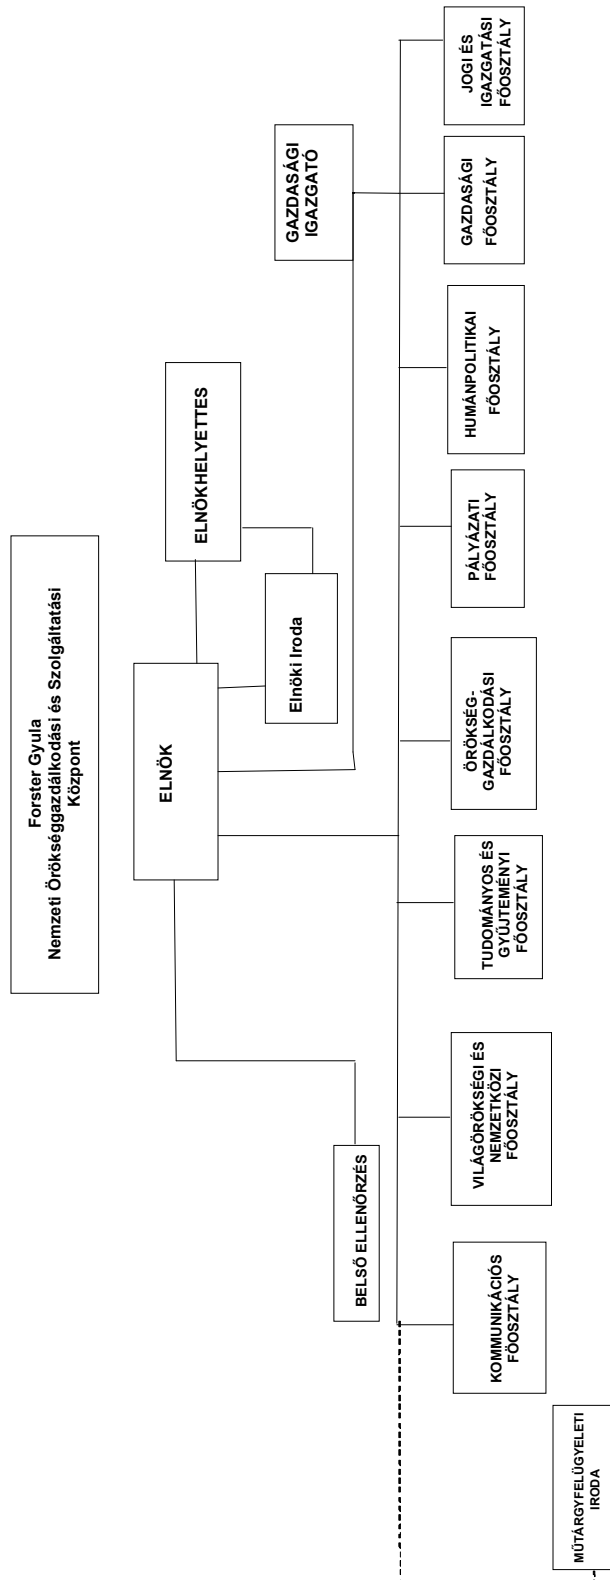 Forster Gyula
Nemzeti Örökséggazdálkodási és Szolgáltatási
Központ
ELNÖK
ELNÖKHELYETTES
Elnöki Iroda
GAZDASÁGI
IGAZGATÓ
BELSŐ ELLENŐRZÉS
MŰTÁRGYFELÜGYELETI
IRODA
KOMMUNIKÁCIÓS
FŐOSZTÁLY
VILÁGÖRÖKSÉGI ÉS
NEMZETKÖZI
FŐOSZTÁLY
TUDOMÁNYOS ÉS
GYŰJTEMÉNYI
FŐOSZTÁLY
ÖRÖKSÉG-
GAZDÁLKODÁSI
FŐOSZTÁLY
PÁLYÁZATI
FŐOSZTÁLY
HUMÁNPOLITIKAI
FŐOSZTÁLY
GAZDASÁGI
FŐOSZTÁLY
JOGI ÉS
IGAZGATÁSI
FŐOSZTÁLY